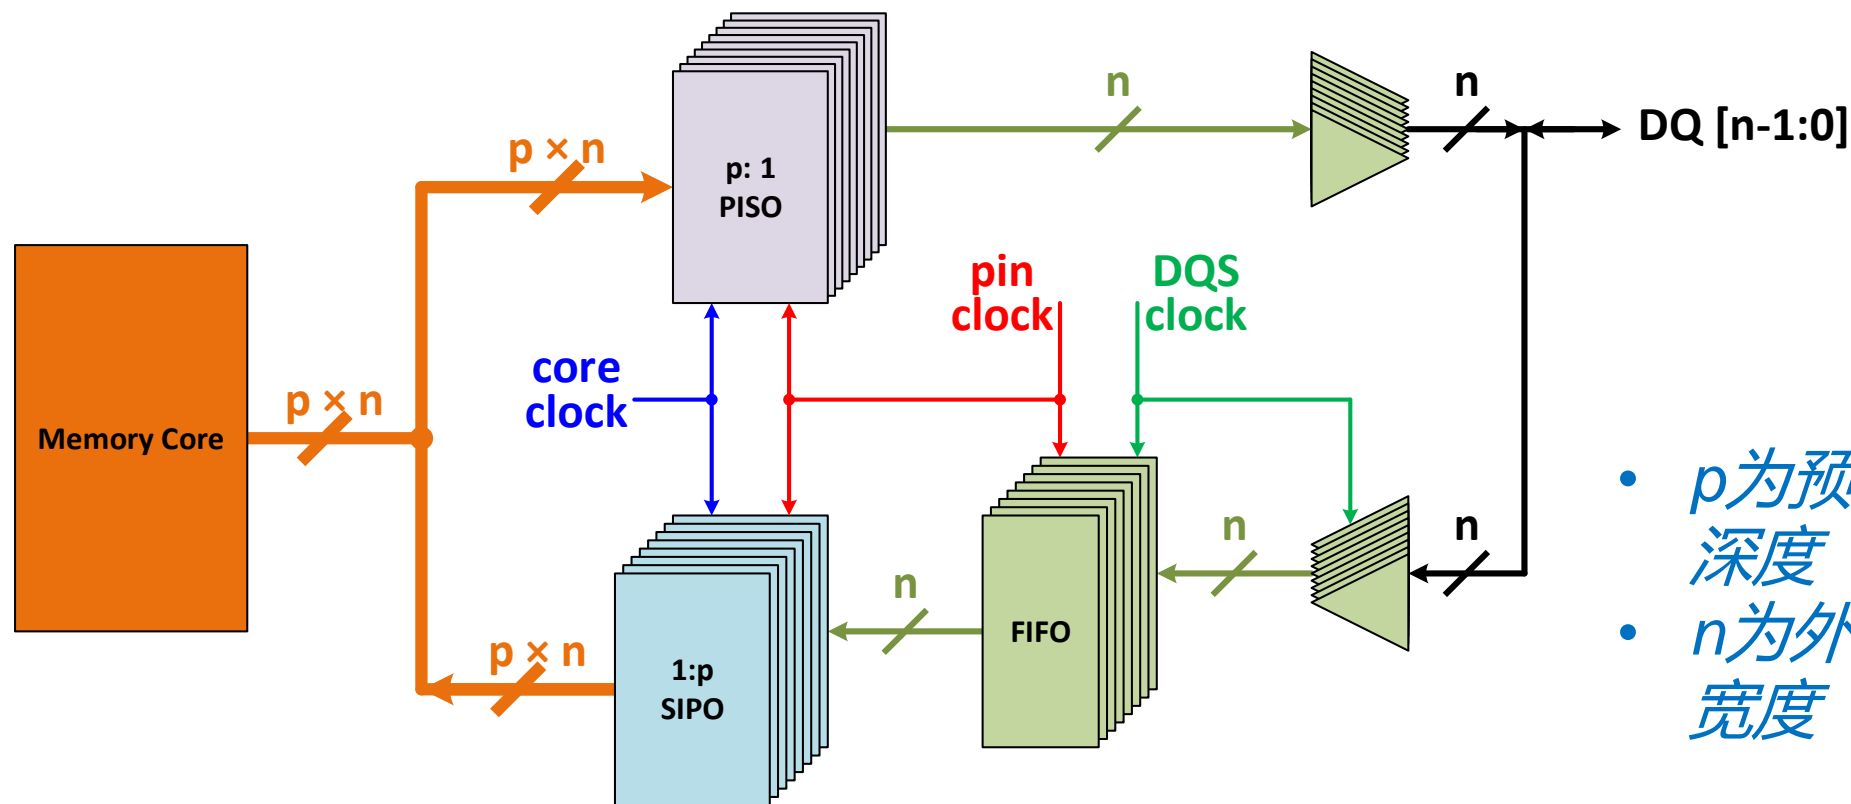 n
n
DQ [n-1:0]
p × n
p: 1
PISO
pin
clock
DQS
clock
core
clock
p × n
Memory Core
n
n
n
FIFO
p × n
1:p
SIPO
• p为预
深度
• n为外
宽度